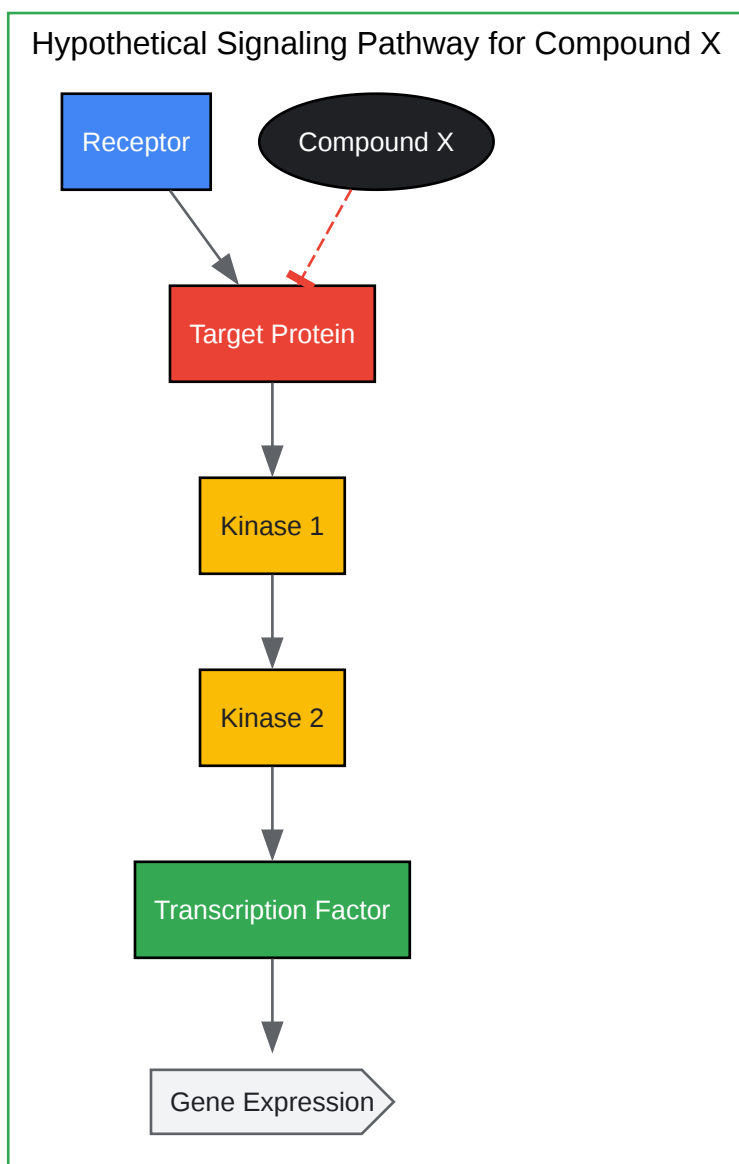 Hypothetical Signaling Pathway for Compound X
Receptor
Compound X
Target Protein
Kinase 1
Kinase 2
Transcription Factor
Gene Expression